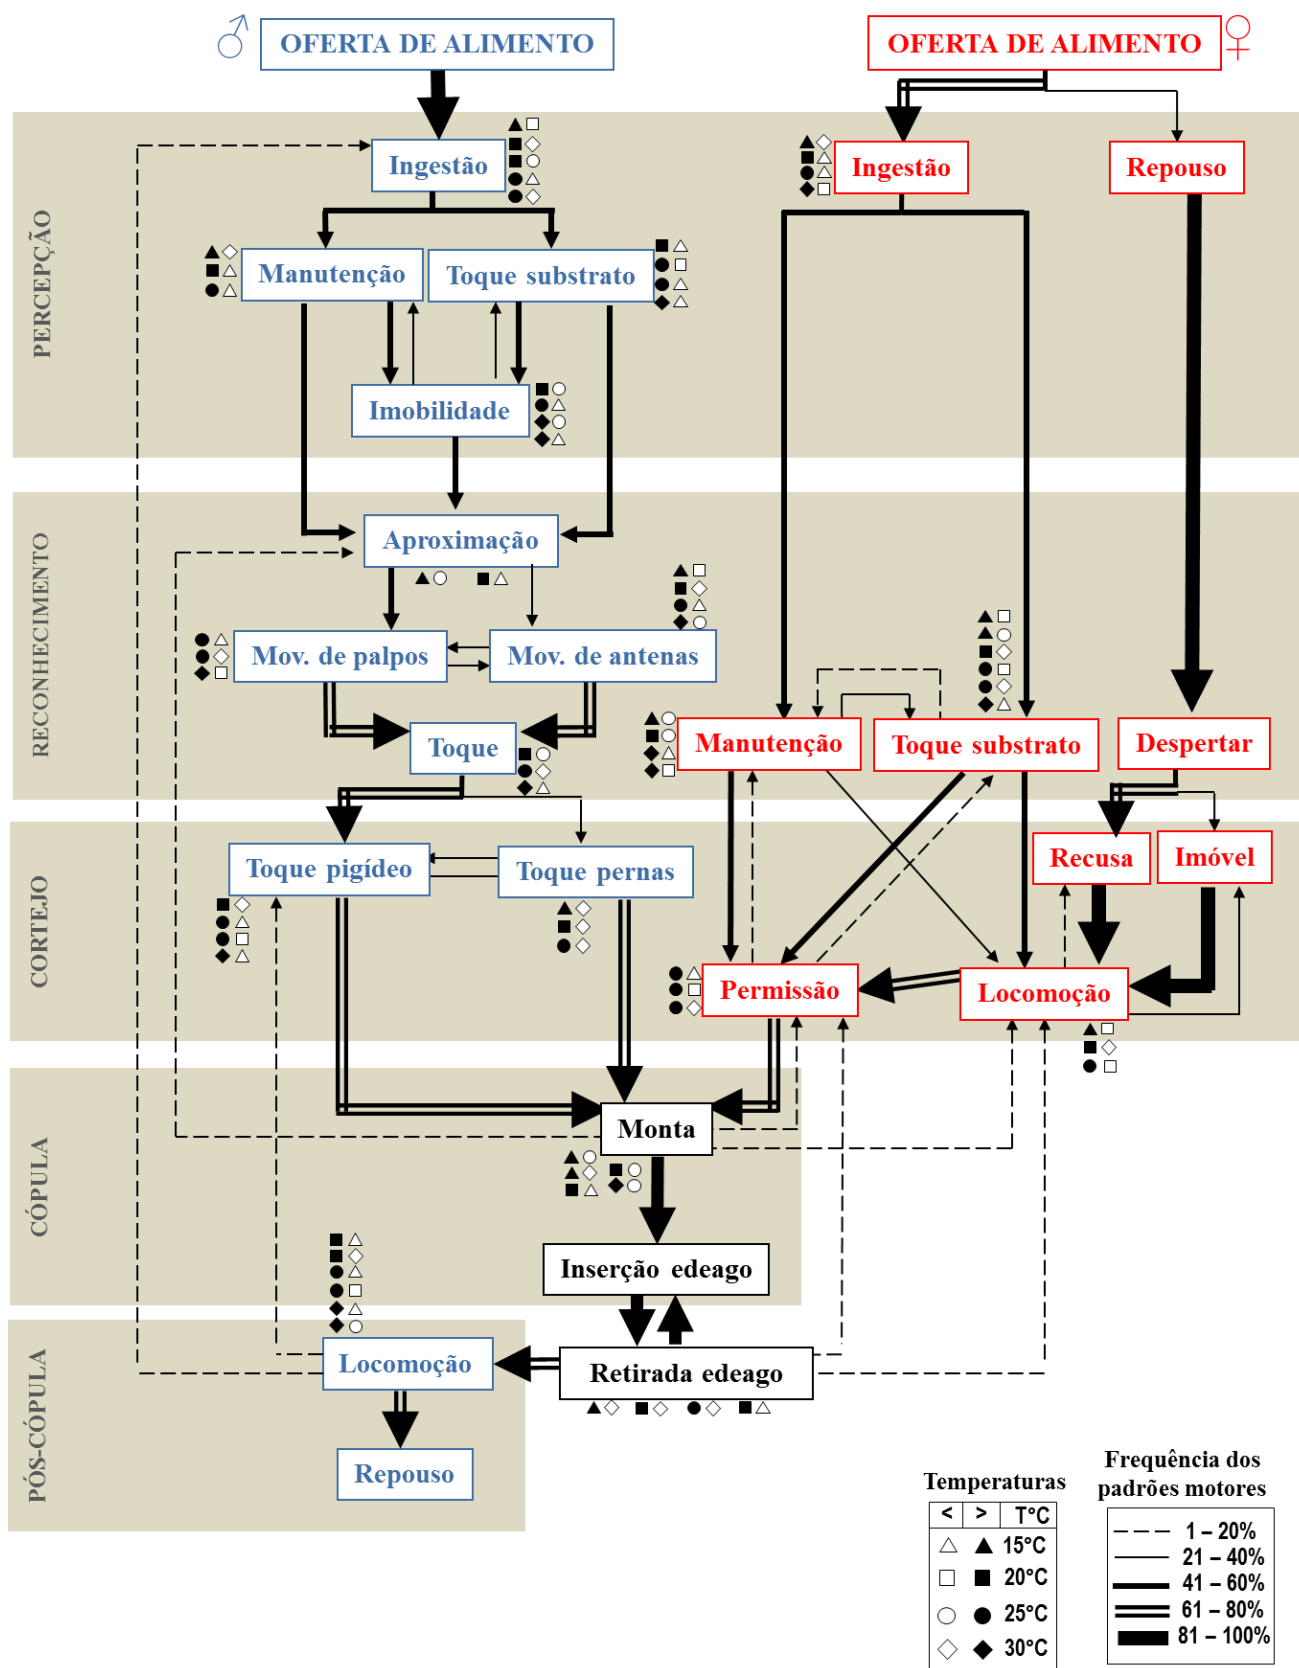 ♂ OFERTA DE ALIMENTO
OFERTA DE ALIMENTO ♀
PERCEPÇÃO
Ingestão
Ingestão
Repouso
Manutenção
Toque substrato
Imobilidade
RECONHECIMENTO
Aproximação
Mov. de palpos
Mov. de antenas
Toque
Manutenção
Toque substrato
Despertar
CORTEJO
Toque pigídeo
Toque pernas
Recusa
Imóvel
Permissão
Locomoção
CÓPULA
Monta
Inserção edeago
PÓS-CÓPULA
Locomoção
Retirada edeago
Repouso
Temperaturas
< > T°C
15°C
20°C
25°C
30°C
Frequência dos
padrões motores
1 – 20%
21 – 40%
41 – 60%
61 – 80%
81 – 100%